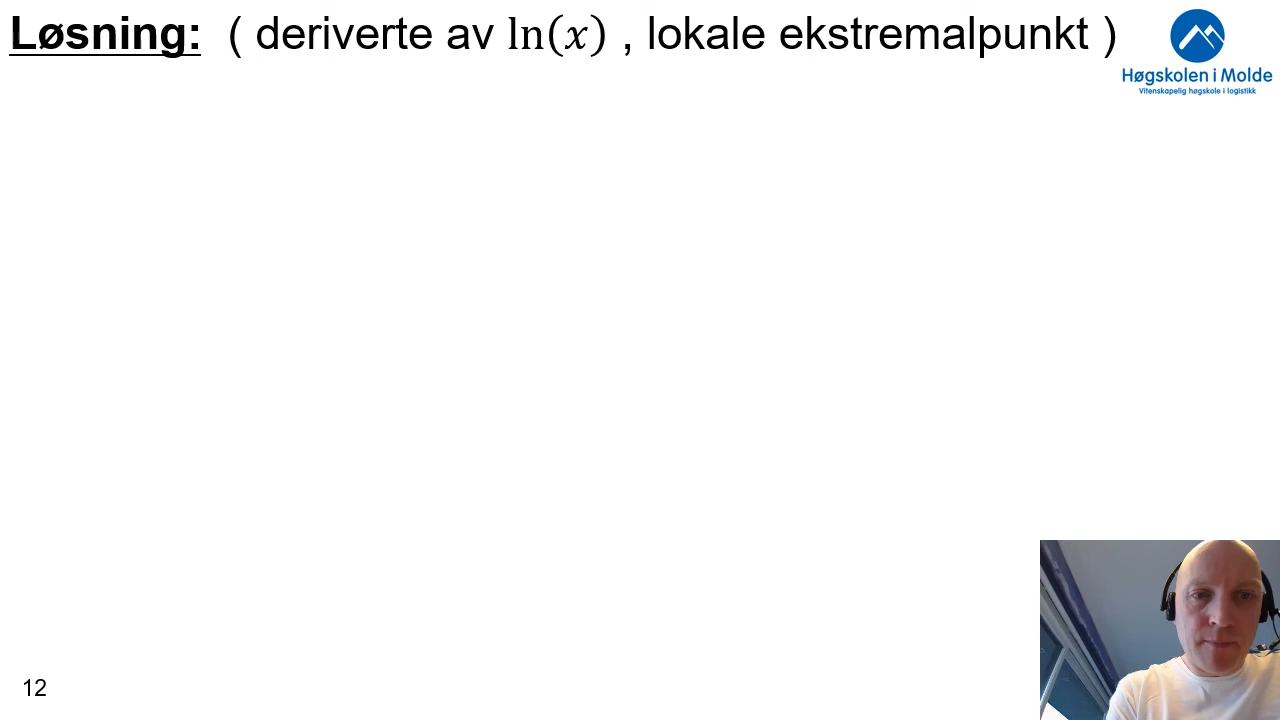 Løsning: ( deriverte av ln(x) , lokale ekstremalpunkt )
Høgskolen i Molde
Vitenskapelig høgskole i logistikk
12